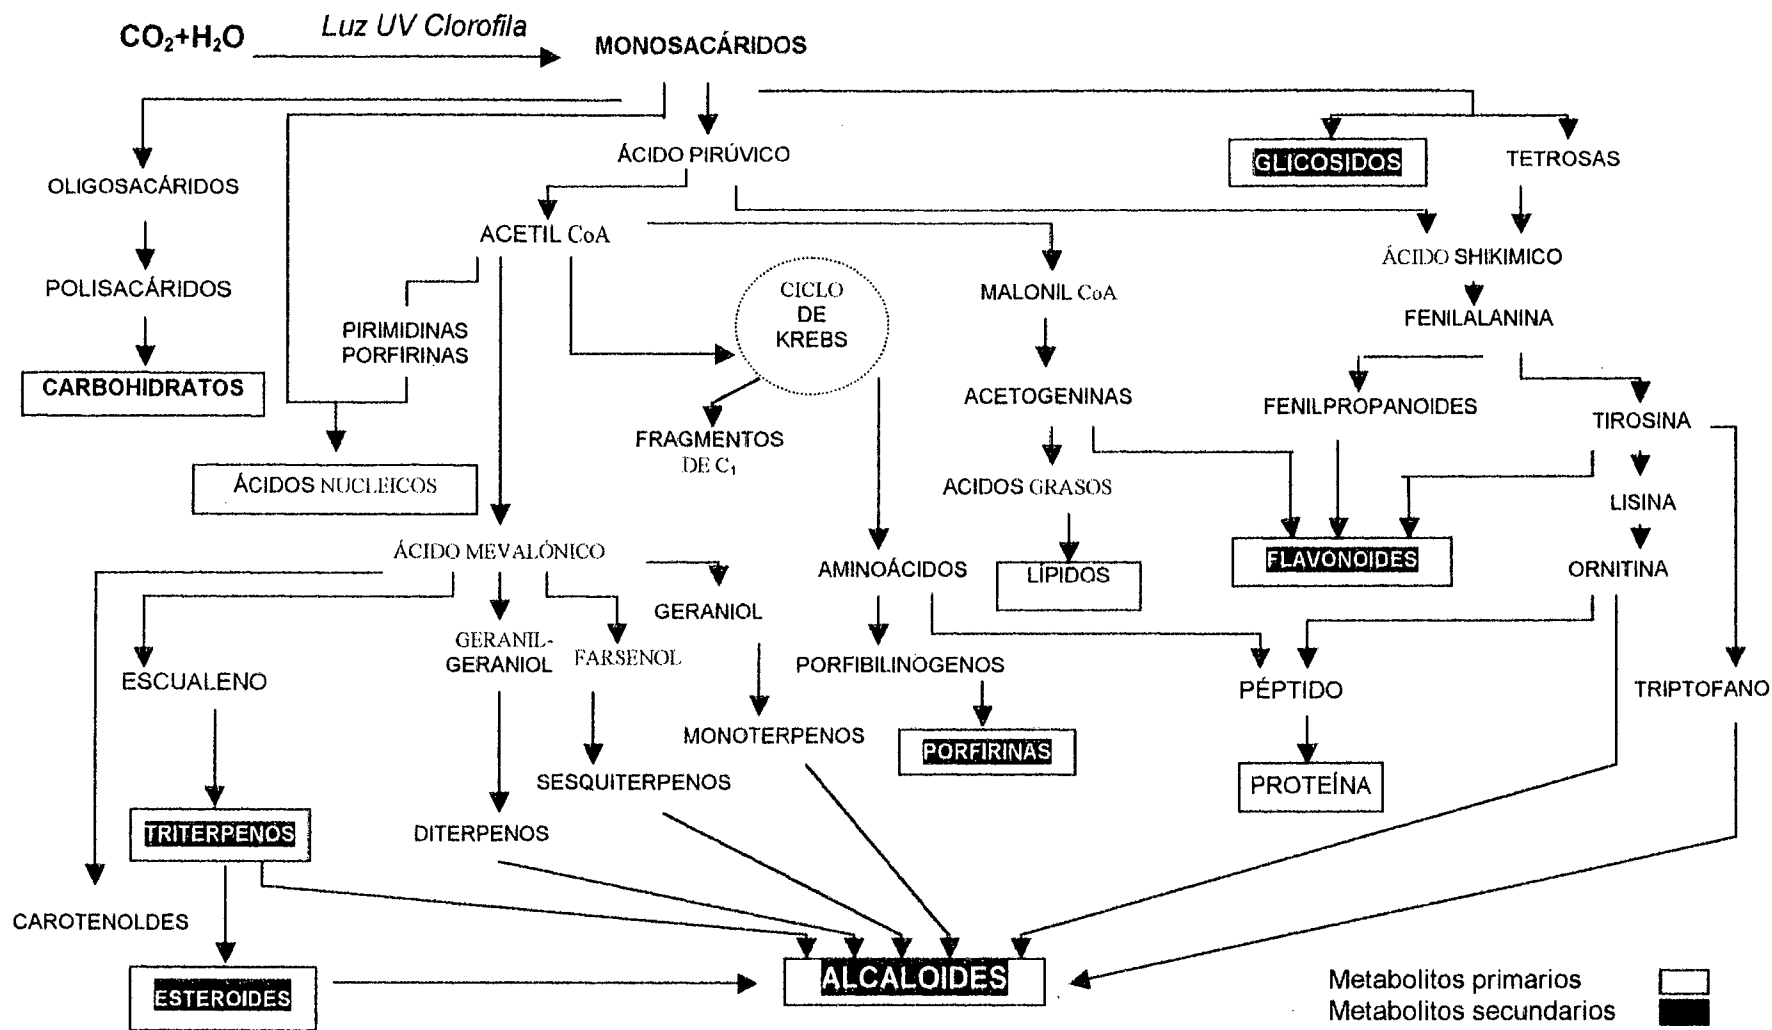 CO₂+H₂O
Luz UV Clorofila
MONOSACÁRIDOS
ÁCIDO PIRÚVICO
GLICOSIDOS
TETROSAS
OLIGOSACÁRIDOS
ACETIL CoA
ÁCIDO SHIKIMICO
POLISACÁRIDOS
CICLO
DE
KREBS
MALONIL CoA
FENILALANINA
PIRIMIDINAS
PORFIRINAS
CARBOHIDRATOS
ACETOGENINAS
FENILPROPANOIDES
TIROSINA
FRAGMENTOS
DE C₁
ÁCIDOS NUCLEICOS
ACIDOS GRASOS
LISINA
ÁCIDO MEVALÓNICO
AMINOÁCIDOS
LÍPIDOS
FLAVONOIDES
ORNITINA
GERANIOL
GERANIL-
GERANIOL
FARSENOL
PORFIBILINÓGENOS
ESCUALENO
PÉPTIDO
TRIPTOFANO
MONOTERPENOS
PORFIRINAS
SESQUITERPENOS
PROTEÍNA
TRITERPENOS
DITERPENOS
CAROTENOLDES
ALCALOIDES
ESTEROIDES
Metabolitos primarios
Metabolitos secundarios